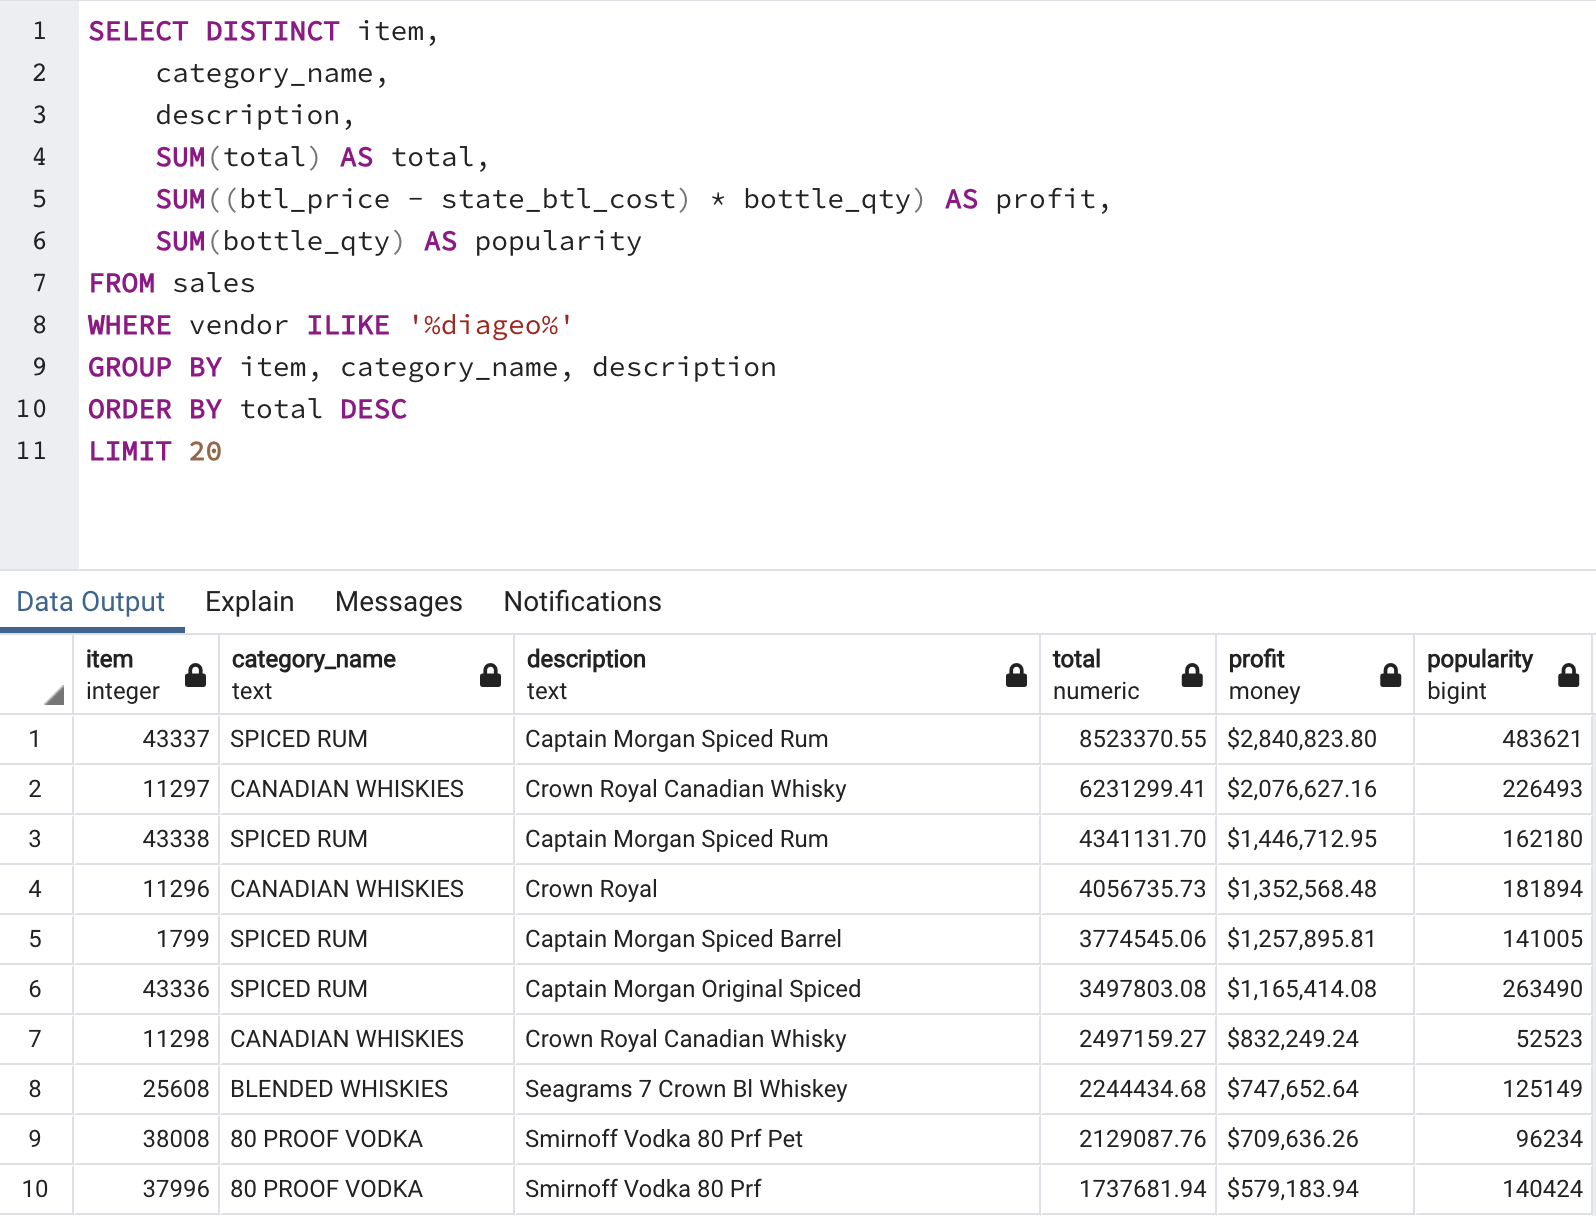 1 SELECT DISTINCT item,
2 category_name,
3 description,
4 SUM(total) AS total,
5 SUM((btl_price - state_btl_cost) * bottle_qty) AS profit,
6 SUM(bottle_qty) AS popularity
7 FROM sales
8 WHERE vendor ILIKE '%diageo%'
9 GROUP BY item, category_name, description
10 ORDER BY total DESC
11 LIMIT 20
Data Output Explain Messages Notifications
item category_name description total profit popularity
integer text text numeric money bigint
1 43337 SPICED RUM Captain Morgan Spiced Rum 8523370.55 $2,840,823.80 483621
2 11297 CANADIAN WHISKIES Crown Royal Canadian Whisky 6231299.41 $2,076,627.16 226493
3 43338 SPICED RUM Captain Morgan Spiced Rum 4341131.70 $1,446,712.95 162180
4 11296 CANADIAN WHISKIES Crown Royal 4056735.73 $1,352,568.48 181894
5 1799 SPICED RUM Captain Morgan Spiced Barrel 3774545.06 $1,257,895.81 141005
6 43336 SPICED RUM Captain Morgan Original Spiced 3497803.08 $1,165,414.08 263490
7 11298 CANADIAN WHISKIES Crown Royal Canadian Whisky 2497159.27 $832,249.24 52523
8 25608 BLENDED WHISKIES Seagrams 7 Crown Bl Whiskey 2244434.68 $747,652.64 125149
9 38008 80 PROOF VODKA Smirnoff Vodka 80 Prf Pet 2129087.76 $709,636.26 96234
10 37996 80 PROOF VODKA Smirnoff Vodka 80 Prf 1737681.94 $579,183.94 140424